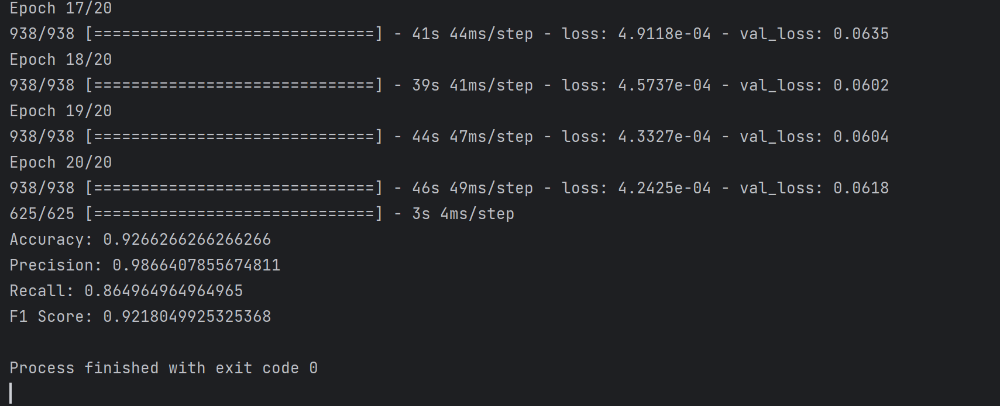 Epoch 17/20
938/938 [==============================] - 41s 44ms/step - loss: 4.9118e-04 - val_loss: 0.0635
Epoch 18/20
938/938 [==============================] - 39s 41ms/step - loss: 4.5737e-04 - val_loss: 0.0602
Epoch 19/20
938/938 [==============================] - 44s 47ms/step - loss: 4.3327e-04 - val_loss: 0.0604
Epoch 20/20
938/938 [==============================] - 46s 49ms/step - loss: 4.2425e-04 - val_loss: 0.0618
625/625 [==============================] - 3s 4ms/step
Accuracy: 0.9266266266266266
Precision: 0.9866407855674811
Recall: 0.864964964964965
F1 Score: 0.9218049925325368
Process finished with exit code 0